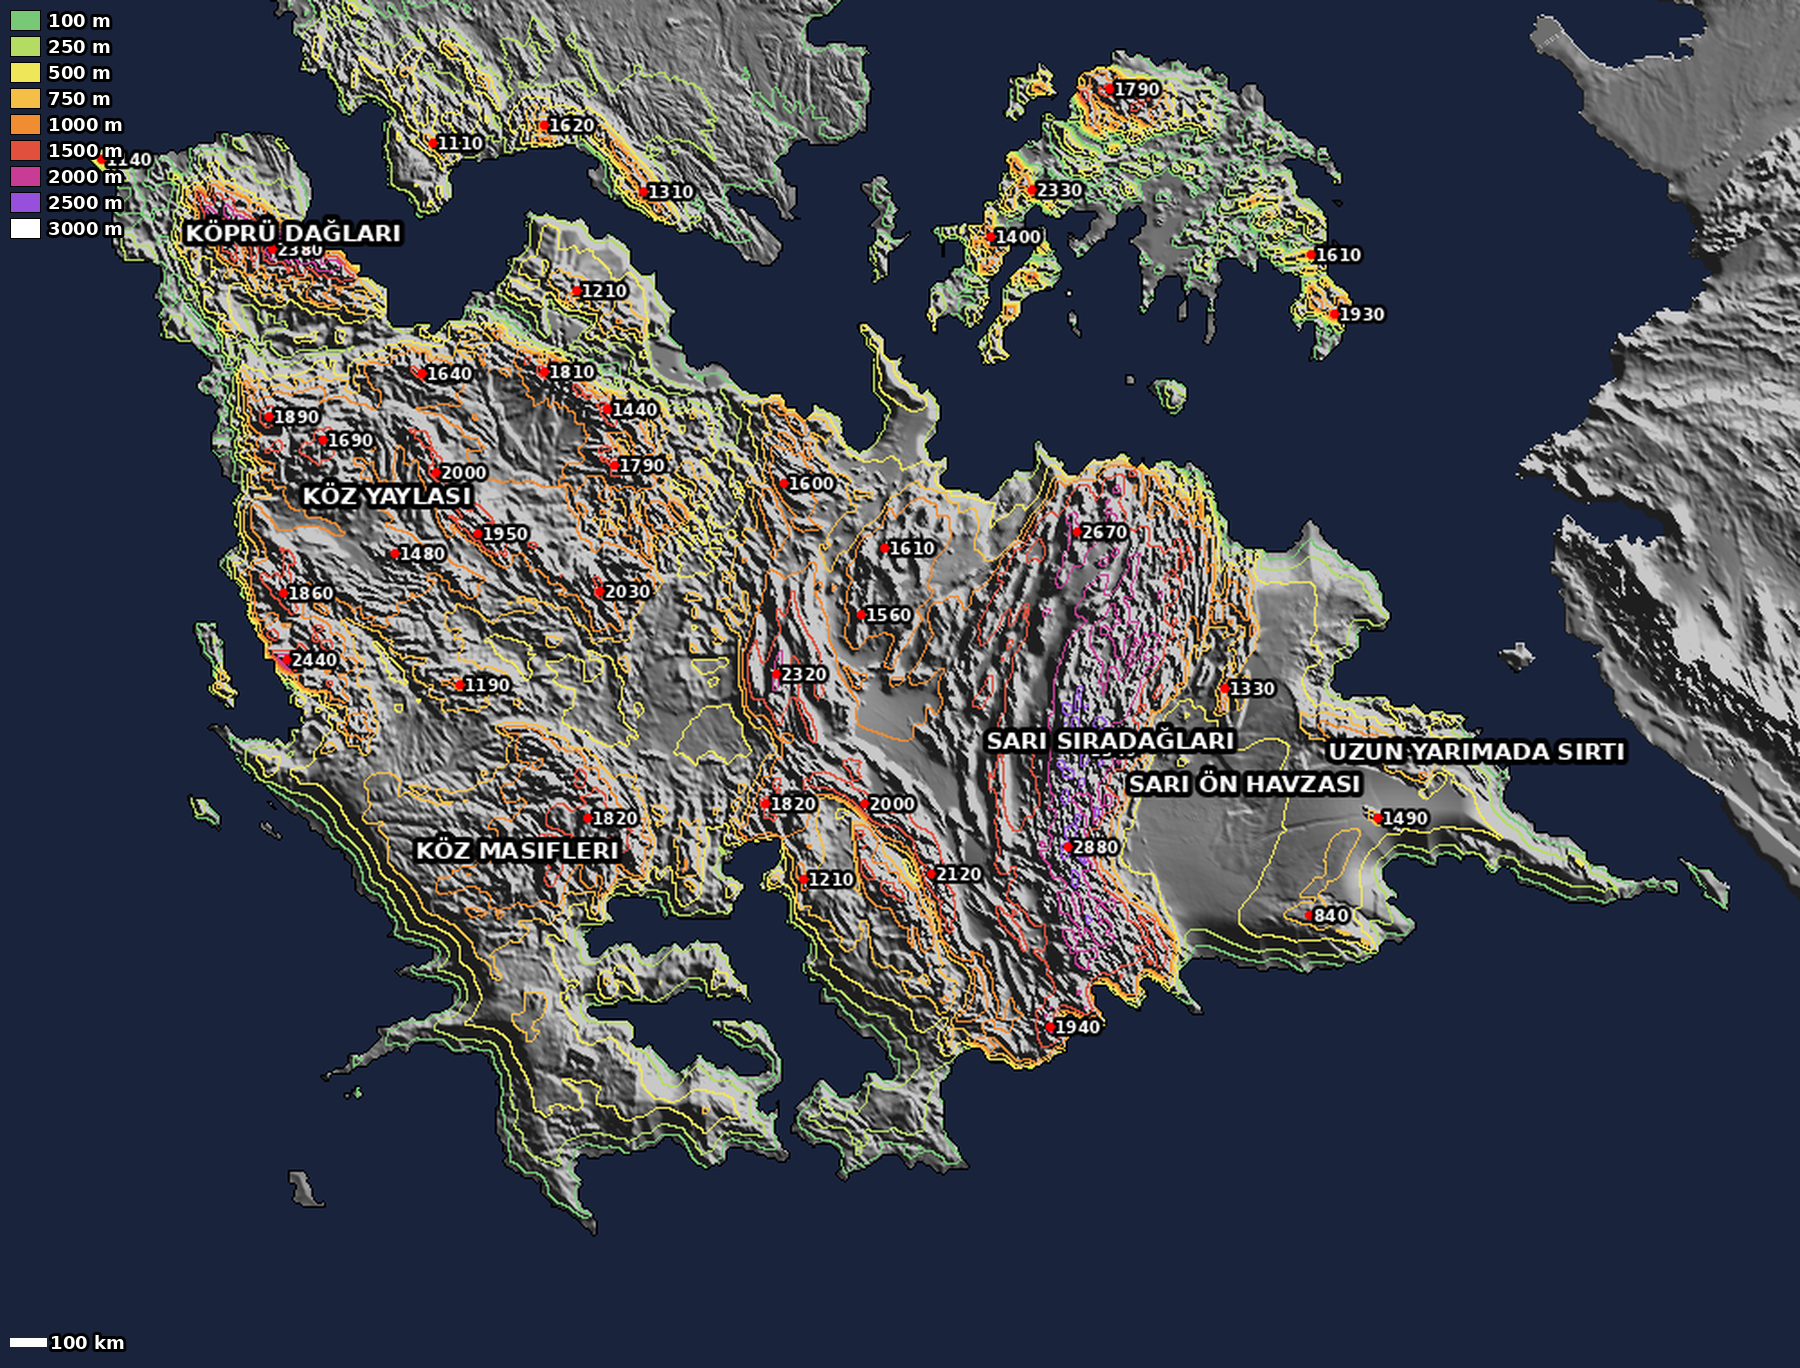 100 m
250 m
500 m
750 m
1000 m
1500 m
2000 m
2500 m
3000 m
1790
1620
1110
1140
1310
2330
KÖPRÜ DAĞLARI
1400
2380
1610
1210
1930
1640
1810
1440
1890
1690
1790
2000
1600
KÖZ YAYLASI
1950
2670
1480
1610
1860
2030
1560
2440
2320
1190
1330
SARI SIRADAĞLARI
UZUN YARIMADA SIRTI
SARI ÖN HAVZASI
1820
2000
1820
1490
KÖZ MASIFLERI
2880
1210
2120
840
1940
100 km